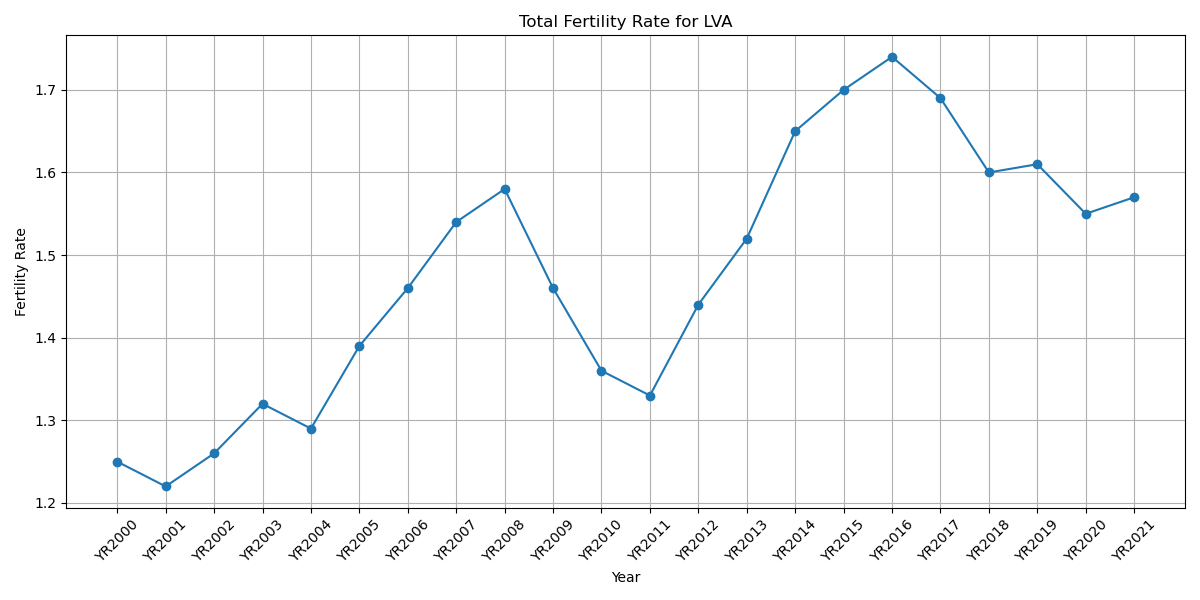 Total Fertility Rate for LVA
Fertility Rate
1.7
1.6
1.5
1.4
1.3
1.2
YR2000 YR2001 YR2002 YR2003 YR2004 YR2005 YR2006 YR2007 YR2008 YR2009 YR2010 YR2011 YR2012 YR2013 YR2014 YR2015 YR2016 YR2017 YR2018 YR2019 YR2020 YR2021
Year